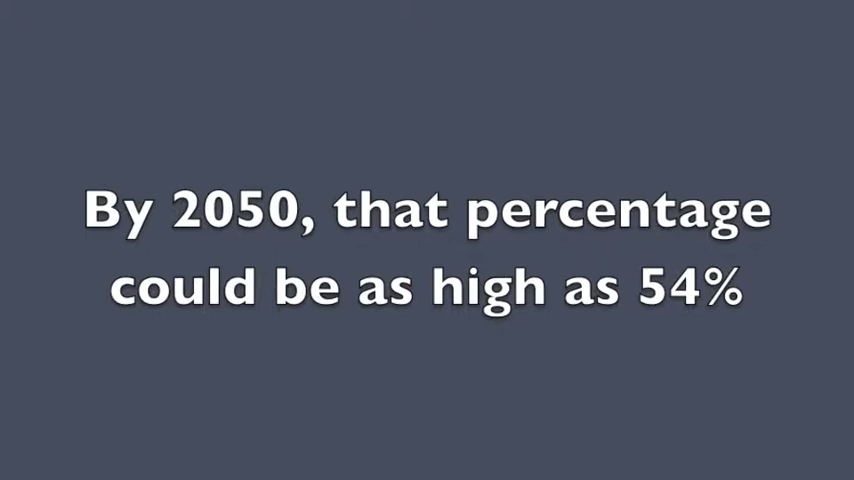 By 2050, that percentage
could be as high as 54%